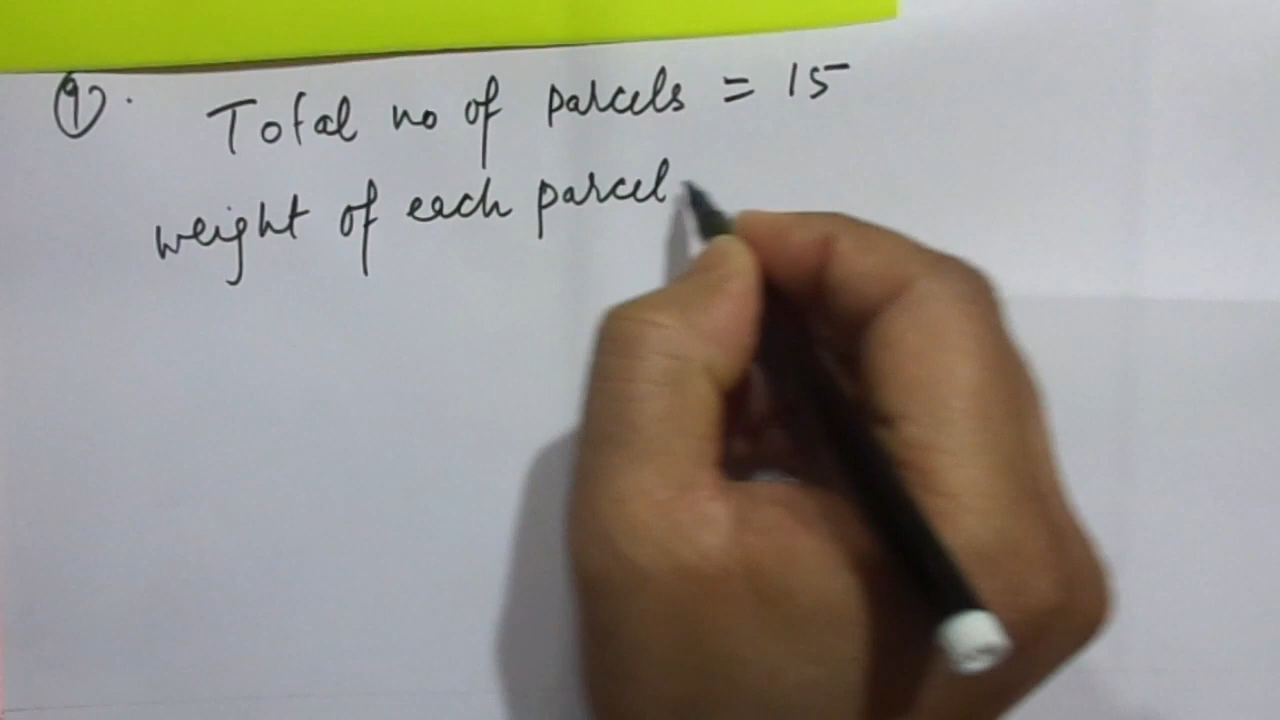 9. Total no of parcels = 15
weight of each parcel